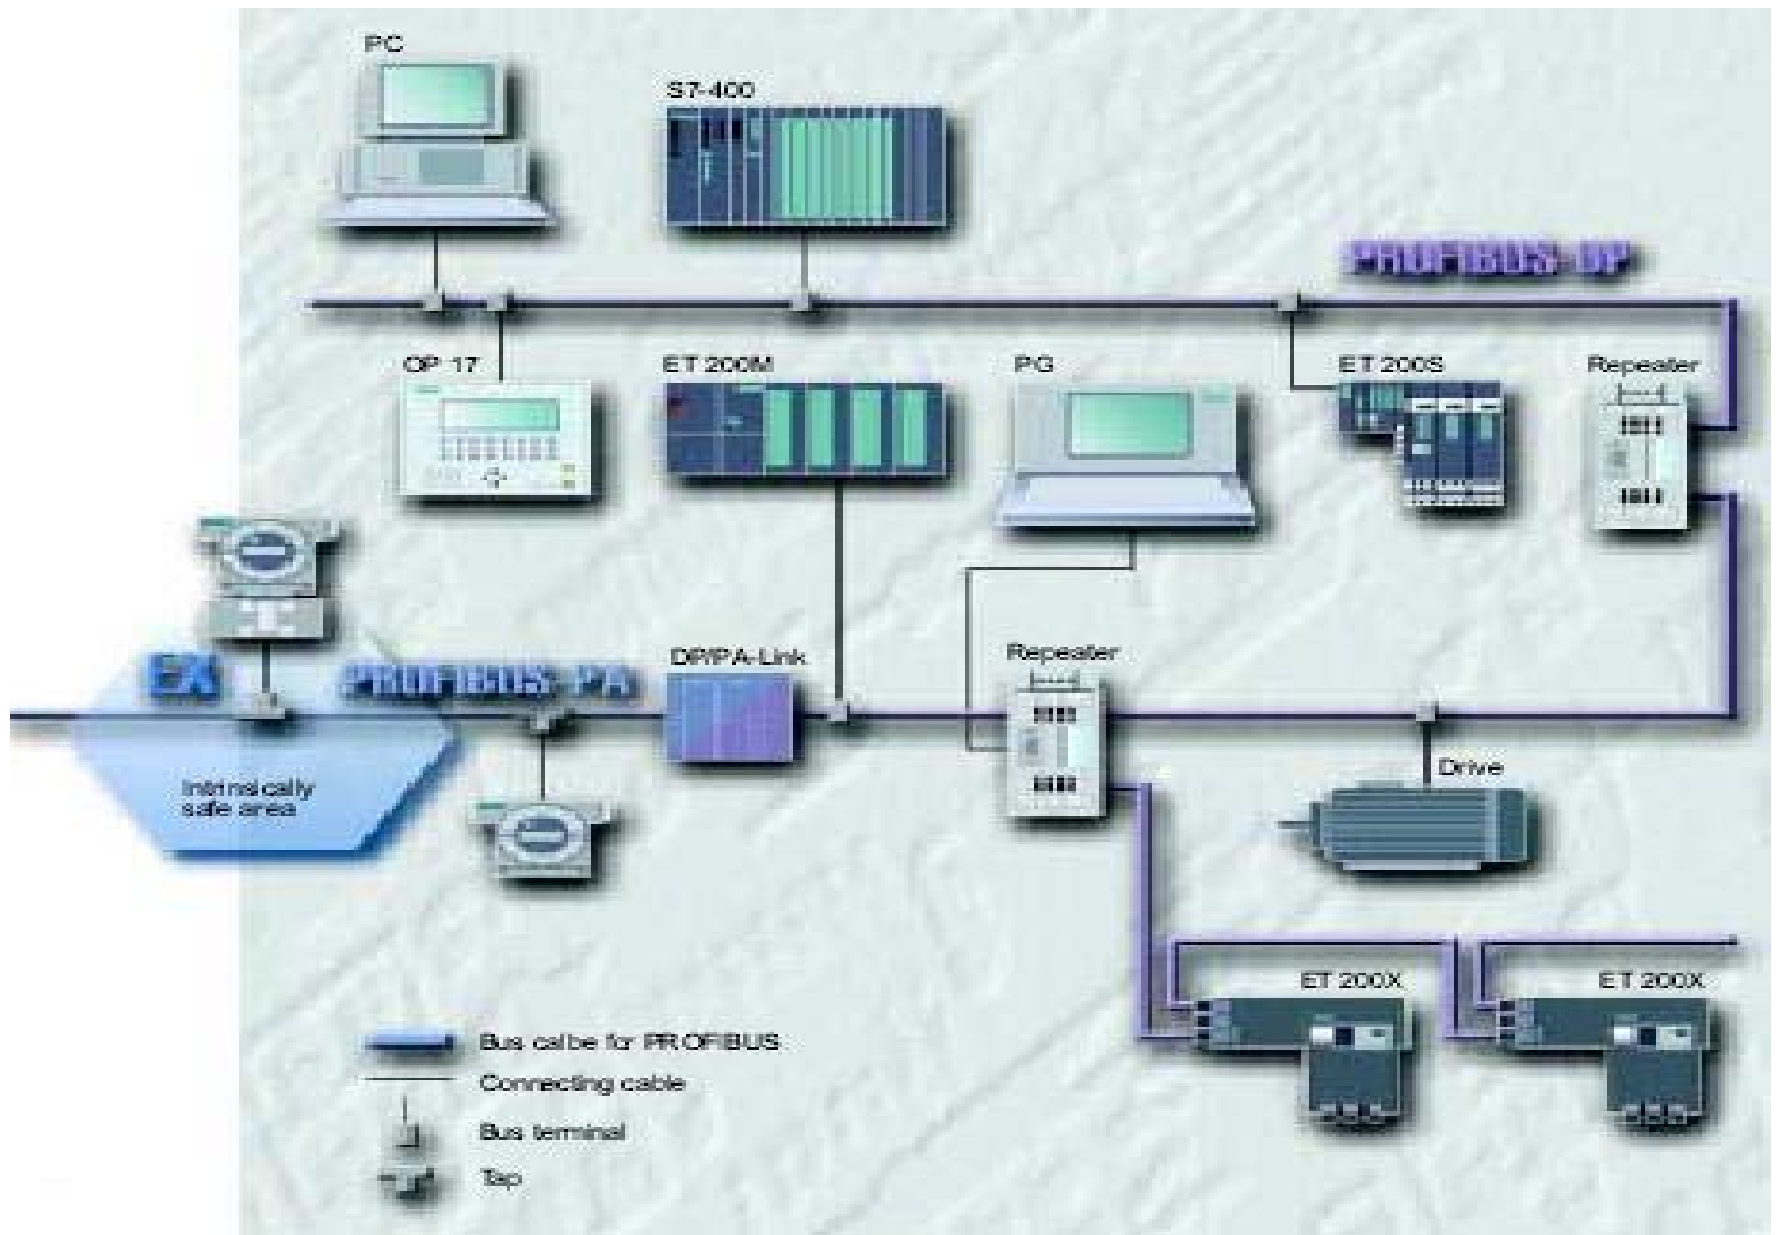 PC
S7-400
PROFIBUS-DP
OP 17
ET 200M
PG
ET 200S
Repeater
EX
PROFIBUS-PA
DP/PA-Link
Repeater
Intrinsically
safe area
Drive
ET 200X
ET 200X
Bus calbe for PROFIBUS
Connecting cable
Bus terminal
Tap